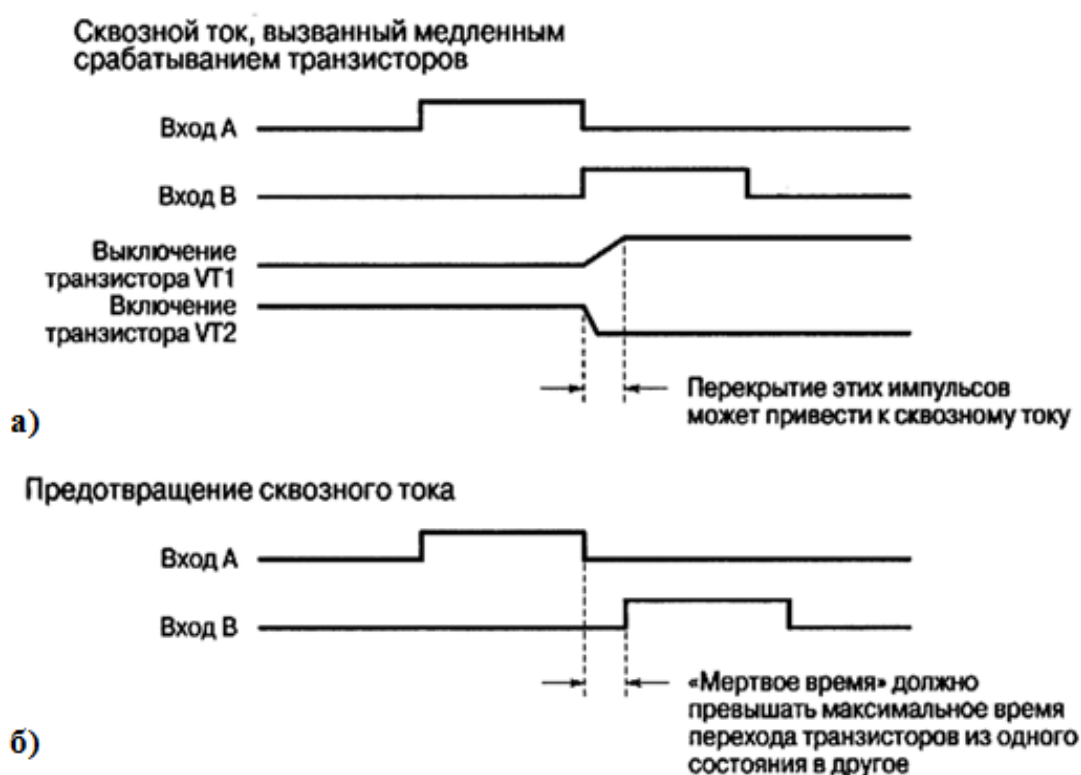 Сквозной ток, вызванный медленным
срабатыванием транзисторов
Вход A
Вход B
Выключение
транзистора VT1
Включение
транзистора VT2
Перекрытие этих импульсов
может привести к сквозному току
а)
Предотвращение сквозного тока
Вход A
Вход B
«Мертвое время» должно
превышать максимальное время
перехода транзисторов из одного
состояния в другое
б)